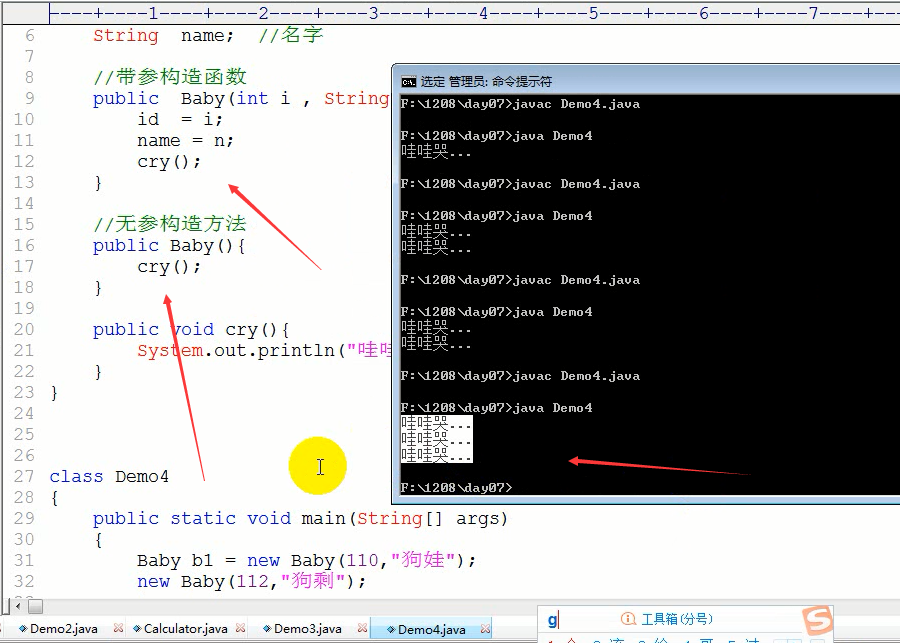 ----+----1----+----2----+----3----+----4----+----5----+----6----+----7----+--
6 String name; //名字
7
8 //带参构造函数
9 public Baby(int i , String
10 id = i;
11 name = n;
12 cry();
13 }
14
15 //无参构造方法
16 public Baby(){
17 cry();
18 }
19
20 public void cry(){
21 System.out.println("哇哇
22 }
23 }
24
25
26
27 class Demo4
28 {
29 public static void main(String[] args)
30 {
31 Baby b1 = new Baby(110,"狗娃");
32 new Baby(112,"狗剩");
选定 管理员: 命令提示符
F:\1208\day07>javac Demo4.java
F:\1208\day07>java Demo4
哇哇哭...
F:\1208\day07>javac Demo4.java
F:\1208\day07>java Demo4
哇哇哭...
哇哇哭...
F:\1208\day07>javac Demo4.java
F:\1208\day07>java Demo4
哇哇哭...
哇哇哭...
F:\1208\day07>javac Demo4.java
F:\1208\day07>java Demo4
哇哇哭...
哇哇哭...
哇哇哭...
F:\1208\day07>
Demo2.java Calculator.java Demo3.java Demo4.java
g 工具箱(分号)